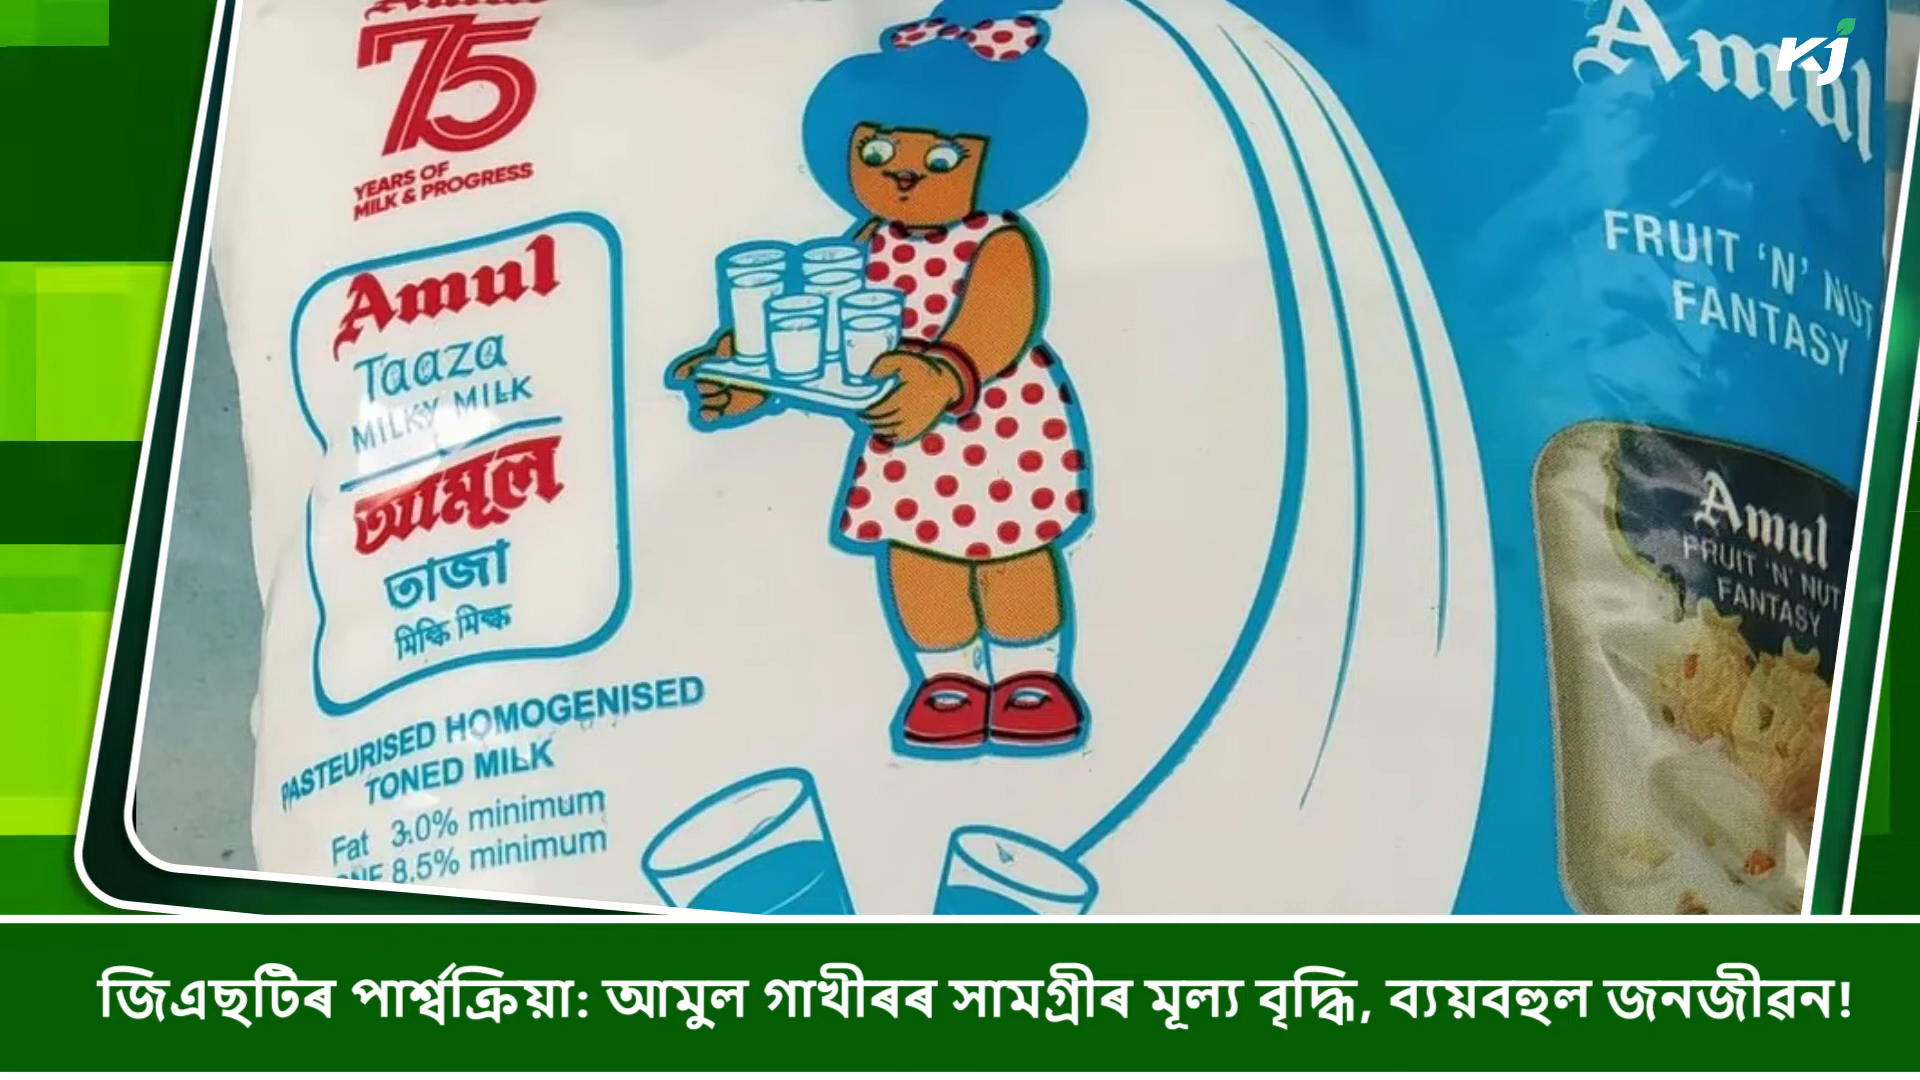 75
YEARS OF
MILK & PROGRESS
Amul
Taaza
MILKY MILK
আমূল
তাজা
মিল্কি মিল্ক
PASTEURISED HOMOGENISED
TONED MILK
Fat 3.0% minimum
SNF 8.5% minimum
Amul
KJ
FRUIT 'N' NUT
FANTASY
Amul
FRUIT 'N' NUT
FANTASY
জিএছটিৰ পাৰ্শ্বক্ৰিয়া: আমুল গাখীৰৰ সামগ্ৰীৰ মূল্য বৃদ্ধি, ব্যয়বহুল জনজীৱন!